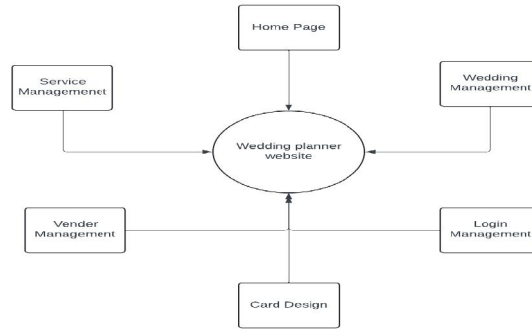 Home Page
Service
Managemenet
Wedding
Management
Wedding planner
website
Vender
Management
Login
Management
Card Design